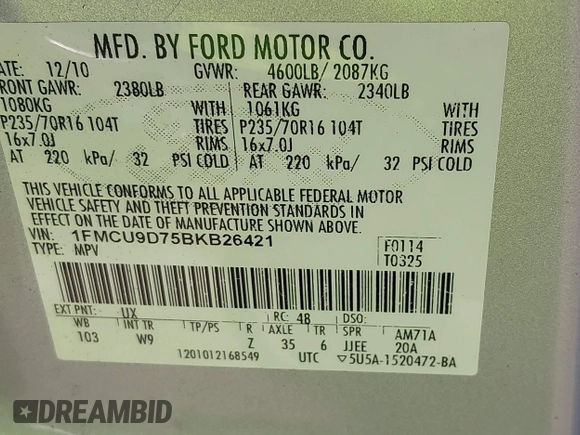 MFD. BY FORD MOTOR CO.
DATE: 12/10 GVWR: 4600LB/ 2087KG
FRONT GAWR: 2380LB REAR GAWR: 2340LB
1080KG WITH 1061KG WITH
P235/70R16 104T TIRES P235/70R16 104T TIRES
16x7.0J RIMS 16x7.0J RIMS
AT 220 kPa/ 32 PSI COLD AT 220 kPa/ 32 PSI COLD
THIS VEHICLE CONFORMS TO ALL APPLICABLE FEDERAL MOTOR
VEHICLE SAFETY AND THEFT PREVENTION STANDARDS IN
EFFECT ON THE DATE OF MANUFACTURE SHOWN ABOVE.
VIN: 1FMCU9D75BKB26421 F0114
TYPE: MPV T0325
EXT PNT: UX RC: 48 DSO:
WB INT TR TP/PS R AXLE TR SPR AM71A
103 W9 Z 35 6 JJEE 20A
1201012168549 UTC ▽5U5A-1520472-BA
DREAMBID